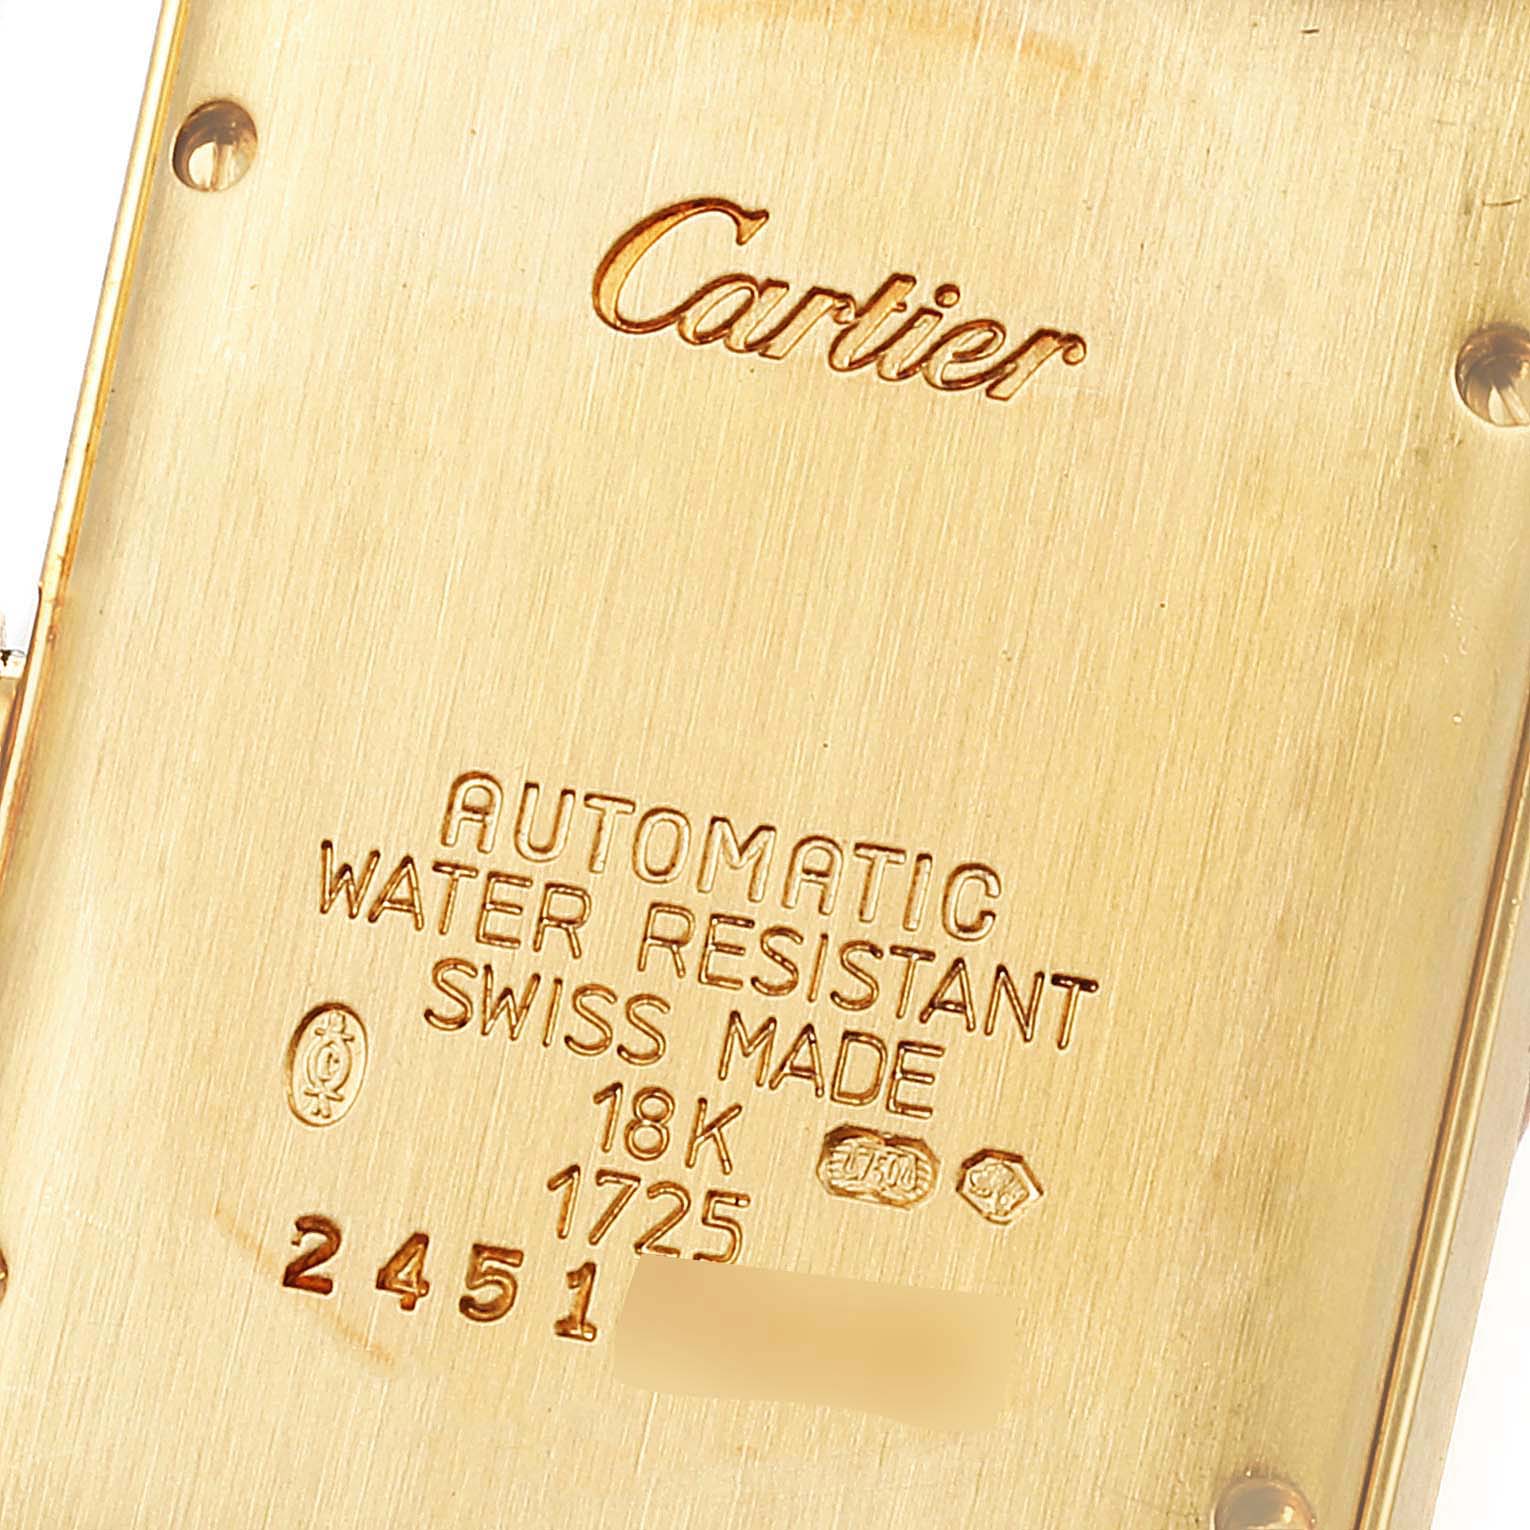 Cartier
AUTOMATIC
WATER RESISTANT
SWISS MADE
18K
1725
2451